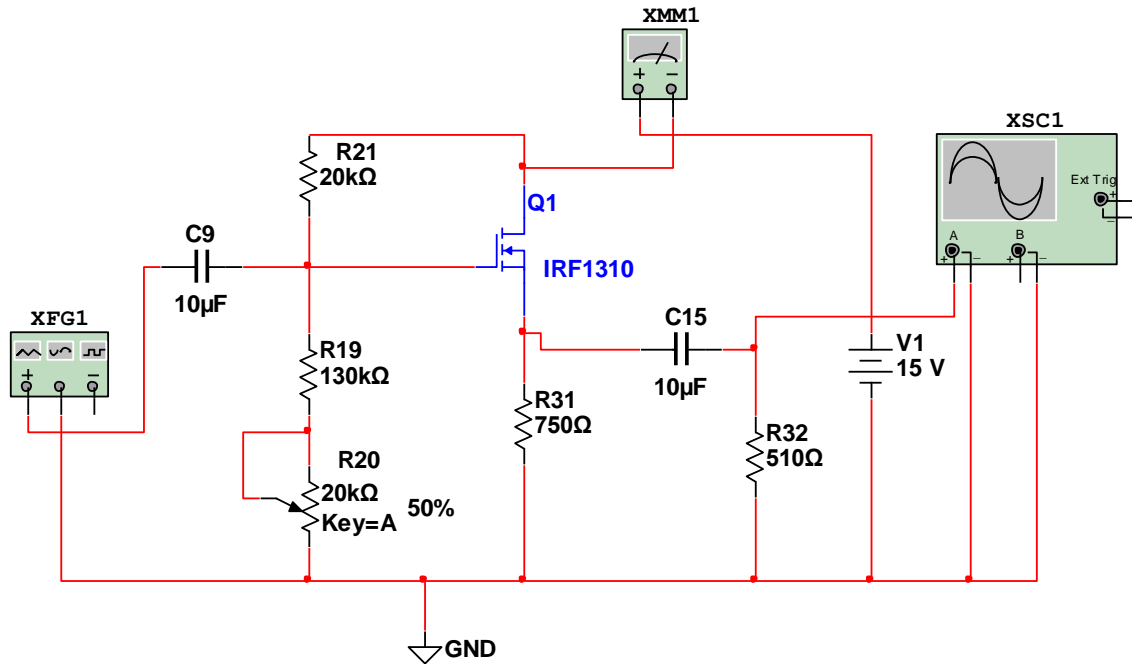 XMM1
+ −
XSC1
R21
20kΩ
Ext Trig
+
−
Q1
A
B
C9
+ − + −
IRF1310
10µF
C15
XFG1
V1
15 V
R19
130kΩ
10µF
+ −
R31
750Ω
R32
510Ω
R20
20kΩ
50%
Key=A
GND